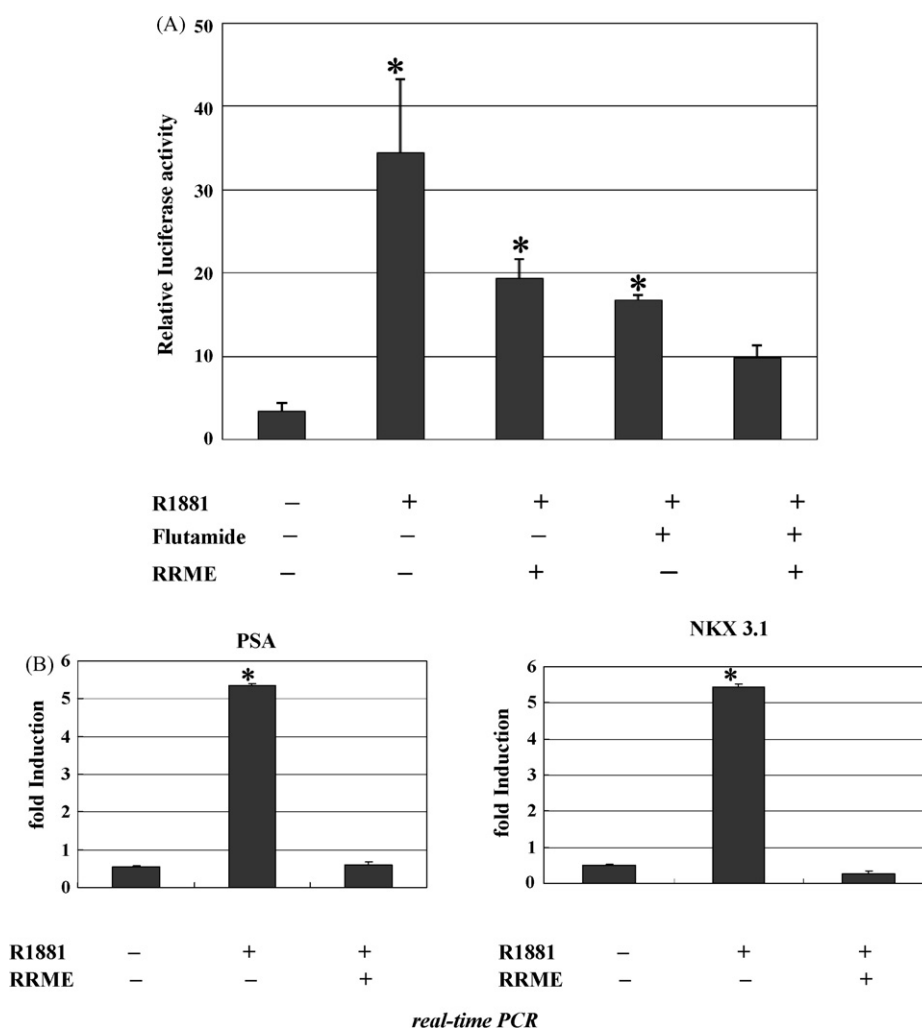 (A)
50
40
30
20
10
0
Relative luciferase activity
*
*
*
*
R1881 – + + + +
Flutamide – – – + +
RRME – – + – +
(B)
PSA
6
5
4
3
2
1
0
fold Induction
*
R1881 – + +
RRME – – +
NKX 3.1
6
5
4
3
2
1
0
fold Induction
*
R1881 – + +
RRME – – +
real-time PCR